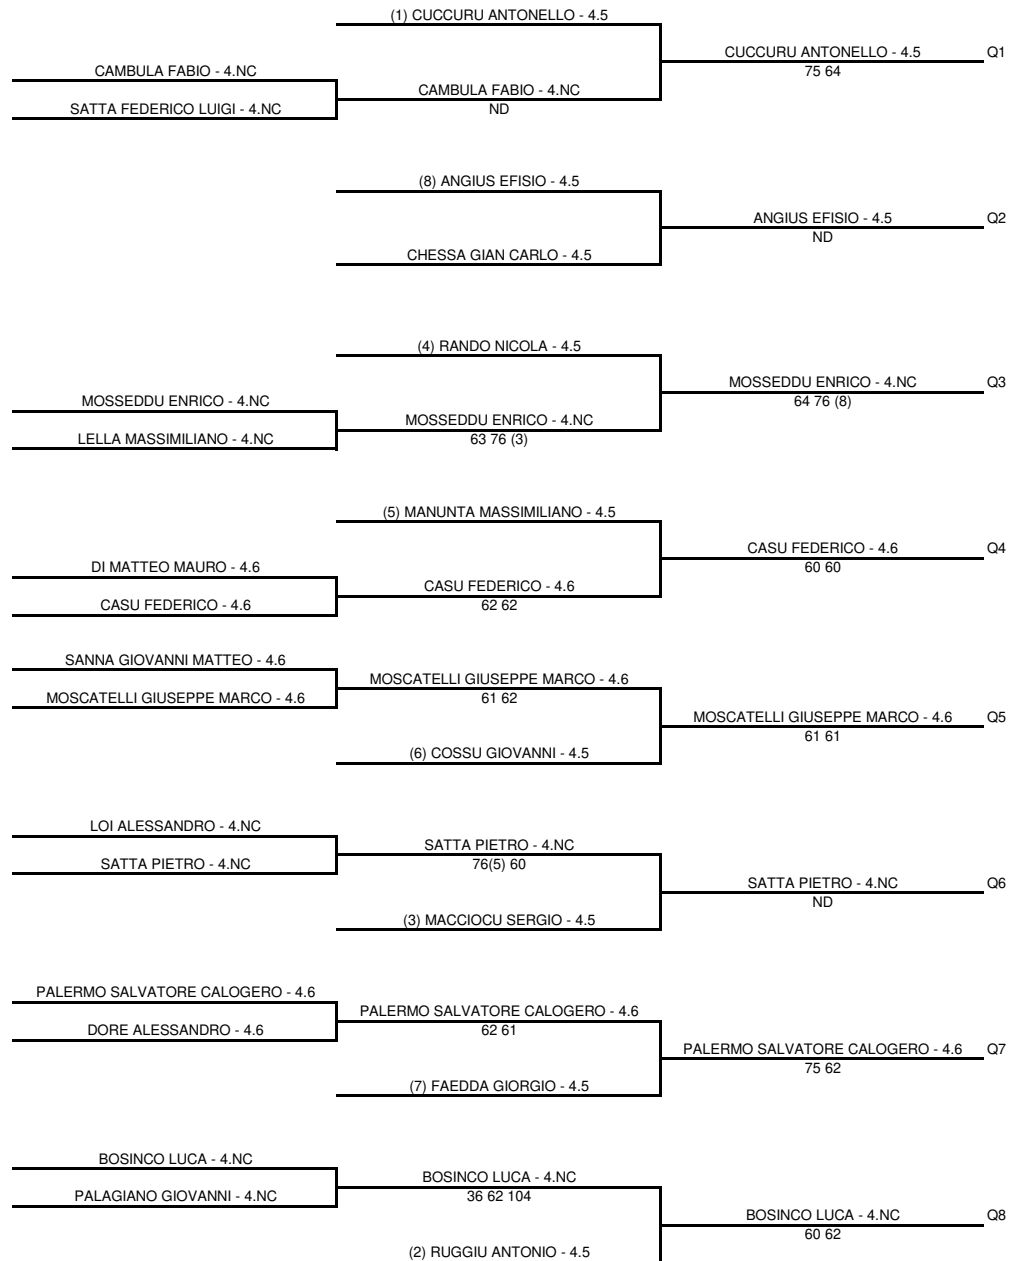 (1) CUCCURU ANTONELLO - 4.5
CUCCURU ANTONELLO - 4.5 Q1
CAMBULA FABIO - 4.NC
75 64
CAMBULA FABIO - 4.NC
SATTA FEDERICO LUIGI - 4.NC
ND
(8) ANGIUS EFISIO - 4.5
ANGIUS EFISIO - 4.5 Q2
ND
CHESSA GIAN CARLO - 4.5
(4) RANDO NICOLA - 4.5
MOSSEDDU ENRICO - 4.NC Q3
MOSSEDDU ENRICO - 4.NC
64 76 (8)
MOSSEDDU ENRICO - 4.NC
LELLA MASSIMILIANO - 4.NC
63 76 (3)
(5) MANUNTA MASSIMILIANO - 4.5
CASU FEDERICO - 4.6 Q4
DI MATTEO MAURO - 4.6
60 60
CASU FEDERICO - 4.6
CASU FEDERICO - 4.6
62 62
SANNA GIOVANNI MATTEO - 4.6
MOSCATELLI GIUSEPPE MARCO - 4.6
MOSCATELLI GIUSEPPE MARCO - 4.6
61 62
MOSCATELLI GIUSEPPE MARCO - 4.6 Q5
61 61
(6) COSSU GIOVANNI - 4.5
LOI ALESSANDRO - 4.NC
SATTA PIETRO - 4.NC
SATTA PIETRO - 4.NC
76(5) 60
SATTA PIETRO - 4.NC Q6
ND
(3) MACCIOCU SERGIO - 4.5
PALERMO SALVATORE CALOGERO - 4.6
PALERMO SALVATORE CALOGERO - 4.6
DORE ALESSANDRO - 4.6
62 61
PALERMO SALVATORE CALOGERO - 4.6 Q7
75 62
(7) FAEDDA GIORGIO - 4.5
BOSINCO LUCA - 4.NC
BOSINCO LUCA - 4.NC
PALAGIANO GIOVANNI - 4.NC
36 62 104
BOSINCO LUCA - 4.NC Q8
60 62
(2) RUGGIU ANTONIO - 4.5